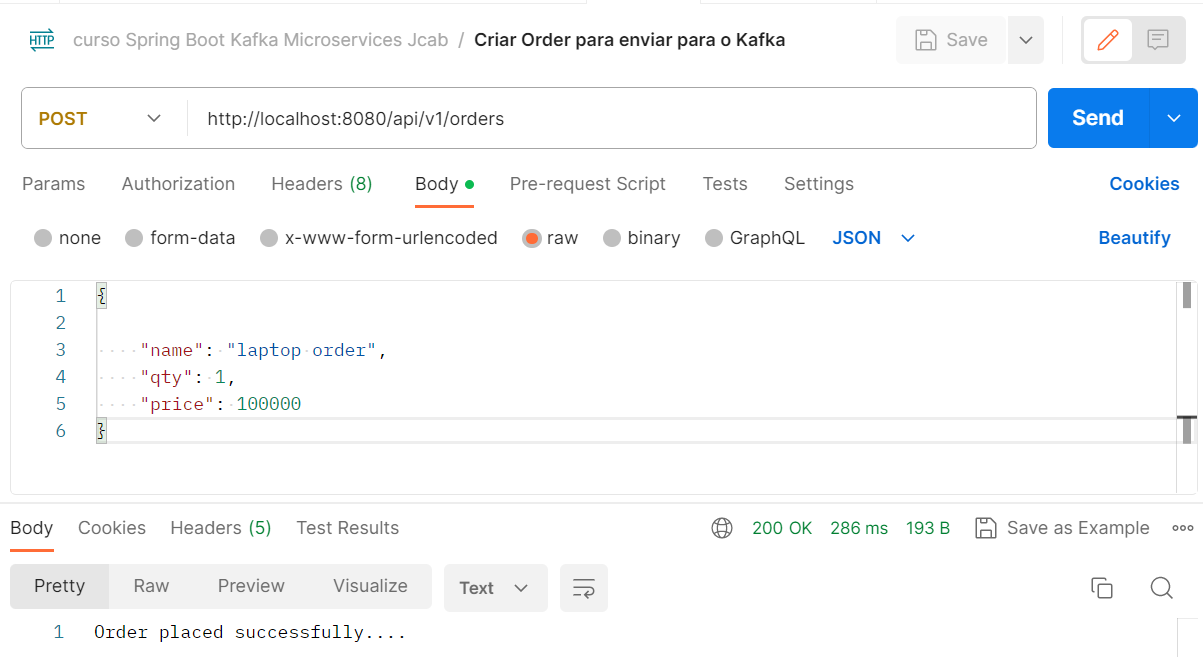 HTTP curso Spring Boot Kafka Microservices Jcab / Criar Order para enviar para o Kafka Save
POST http://localhost:8080/api/v1/orders Send
Params Authorization Headers (8) Body Pre-request Script Tests Settings Cookies
none form-data x-www-form-urlencoded raw binary GraphQL JSON Beautify
1 {
2
3 "name": "laptop order",
4 "qty": 1,
5 "price": 100000
6 }
Body Cookies Headers (5) Test Results 200 OK 286 ms 193 B Save as Example
Pretty Raw Preview Visualize Text
1 Order placed successfully....